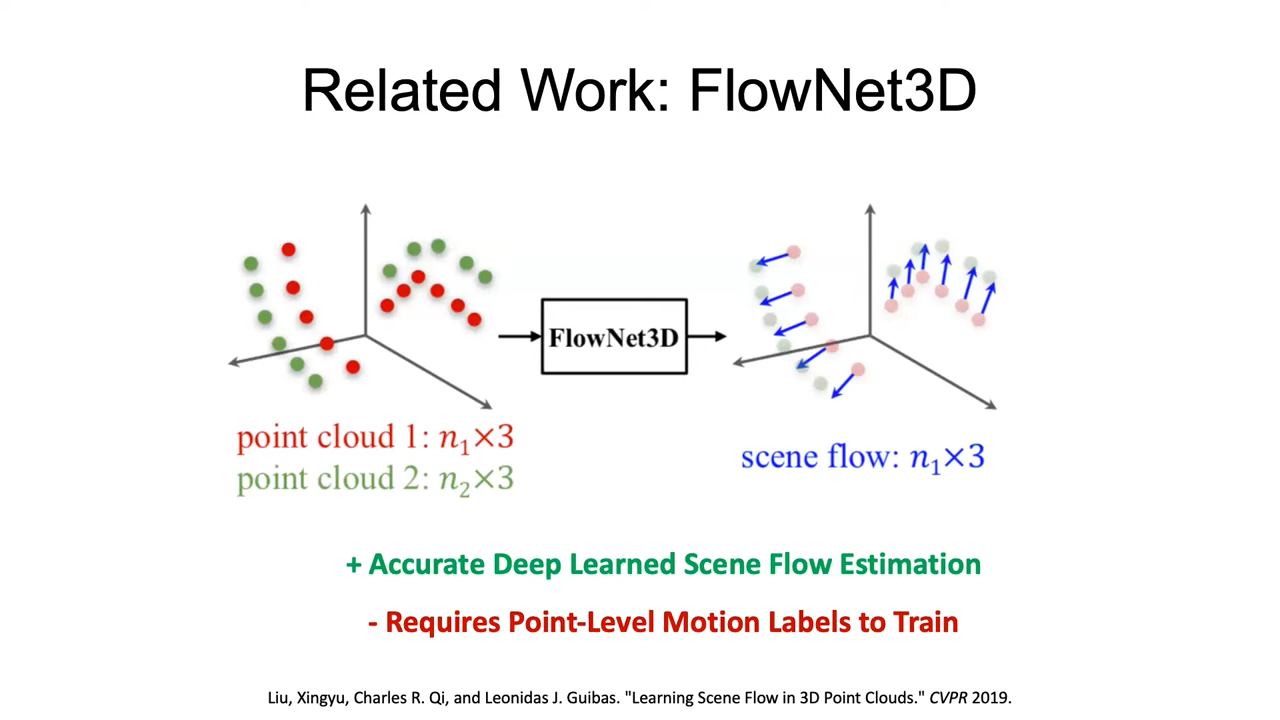 Related Work: FlowNet3D
FlowNet3D
point cloud 1: n₁×3
point cloud 2: n₂×3
scene flow: n₁×3
+ Accurate Deep Learned Scene Flow Estimation
- Requires Point-Level Motion Labels to Train
Liu, Xingyu, Charles R. Qi, and Leonidas J. Guibas. "Learning Scene Flow in 3D Point Clouds." CVPR 2019.